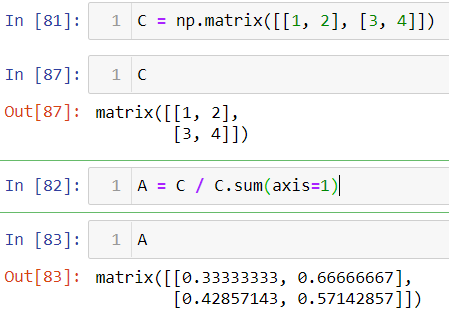 In [81]: 1 C = np.matrix([[1, 2], [3, 4]])
In [87]: 1 C
Out[87]: matrix([[1, 2],
[3, 4]])
In [82]: 1 A = C / C.sum(axis=1)
In [83]: 1 A
Out[83]: matrix([[0.33333333, 0.66666667],
[0.42857143, 0.57142857]])